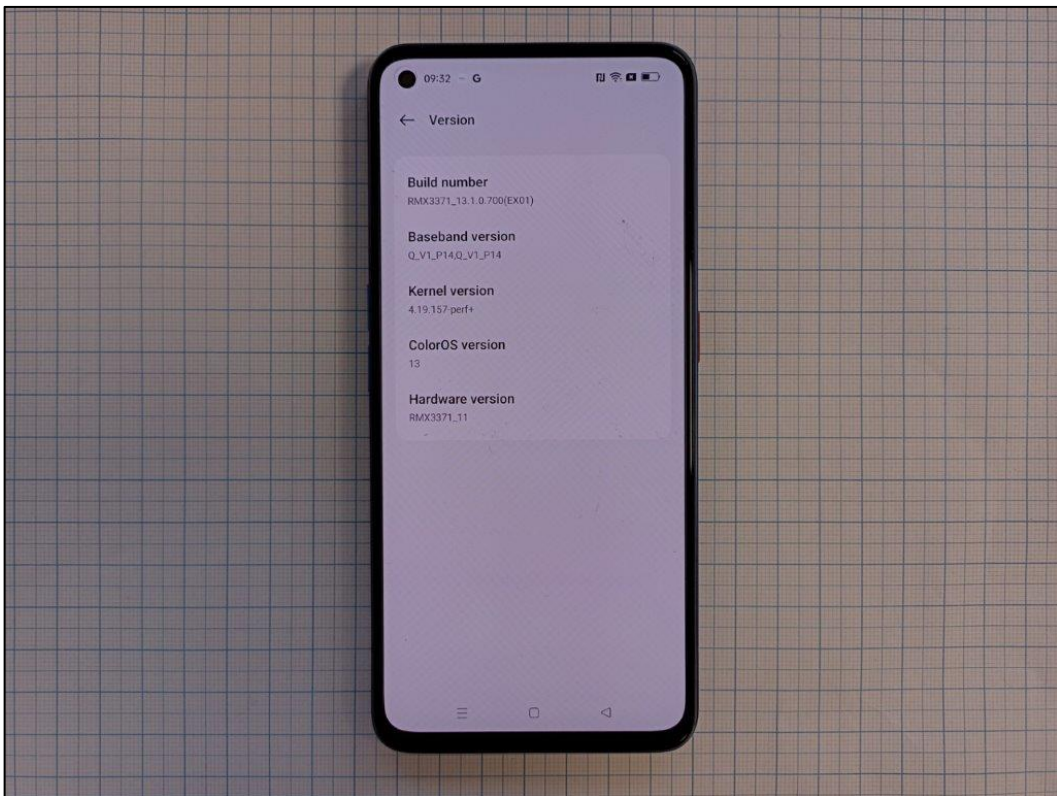 09:32 – G
Version
Build number
RMX3371_13.1.0.700(EX01)
Baseband version
Q_V1_P14,Q_V1_P14
Kernel version
4.19.157-perf+
ColorOS version
13
Hardware version
RMX3371_11